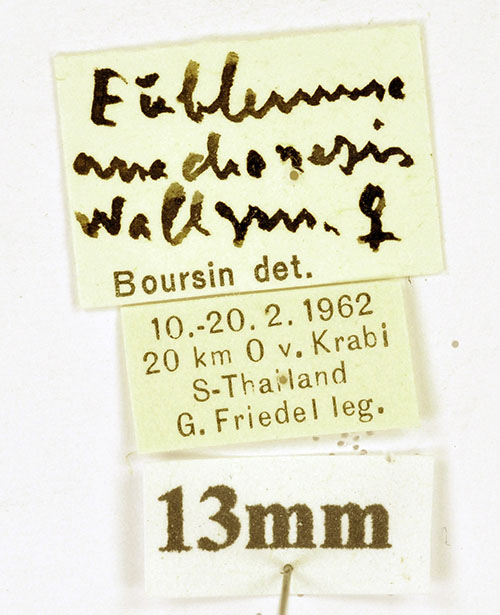 Eublemma
anachoresis
Wallgrn. ♀
Boursin det.
10.-20. 2. 1962
20 km O v. Krabi
S-Thailand
G. Friedel leg.
13mm